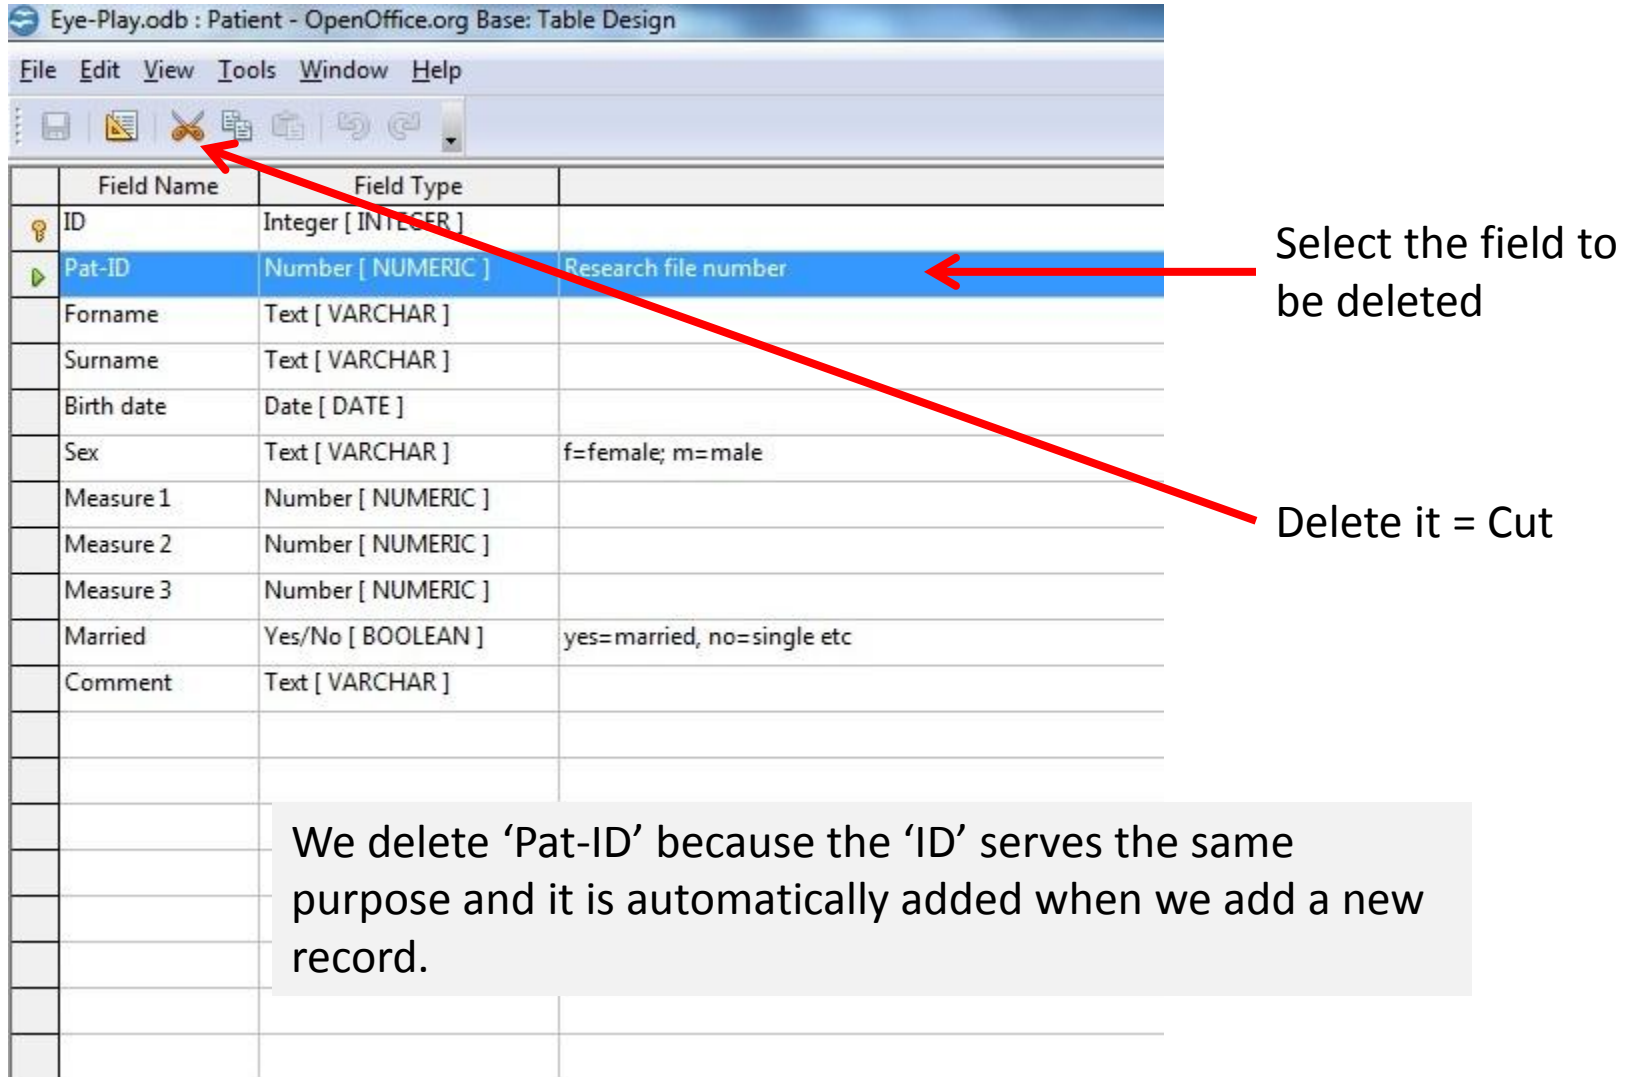 Eye-Play.odb : Patient - OpenOffice.org Base: Table Design
File Edit View Tools Window Help
Field Name Field Type
ID Integer [ INTEGER ]
Pat-ID Number [ NUMERIC ] Research file number
Forname Text [ VARCHAR ]
Surname Text [ VARCHAR ]
Birth date Date [ DATE ]
Sex Text [ VARCHAR ] f=female; m=male
Measure 1 Number [ NUMERIC ]
Measure 2 Number [ NUMERIC ]
Measure 3 Number [ NUMERIC ]
Married Yes/No [ BOOLEAN ] yes=married, no=single etc
Comment Text [ VARCHAR ]
Select the field to
be deleted
Delete it = Cut
We delete ‘Pat-ID’ because the ‘ID’ serves the same
purpose and it is automatically added when we add a new
record.